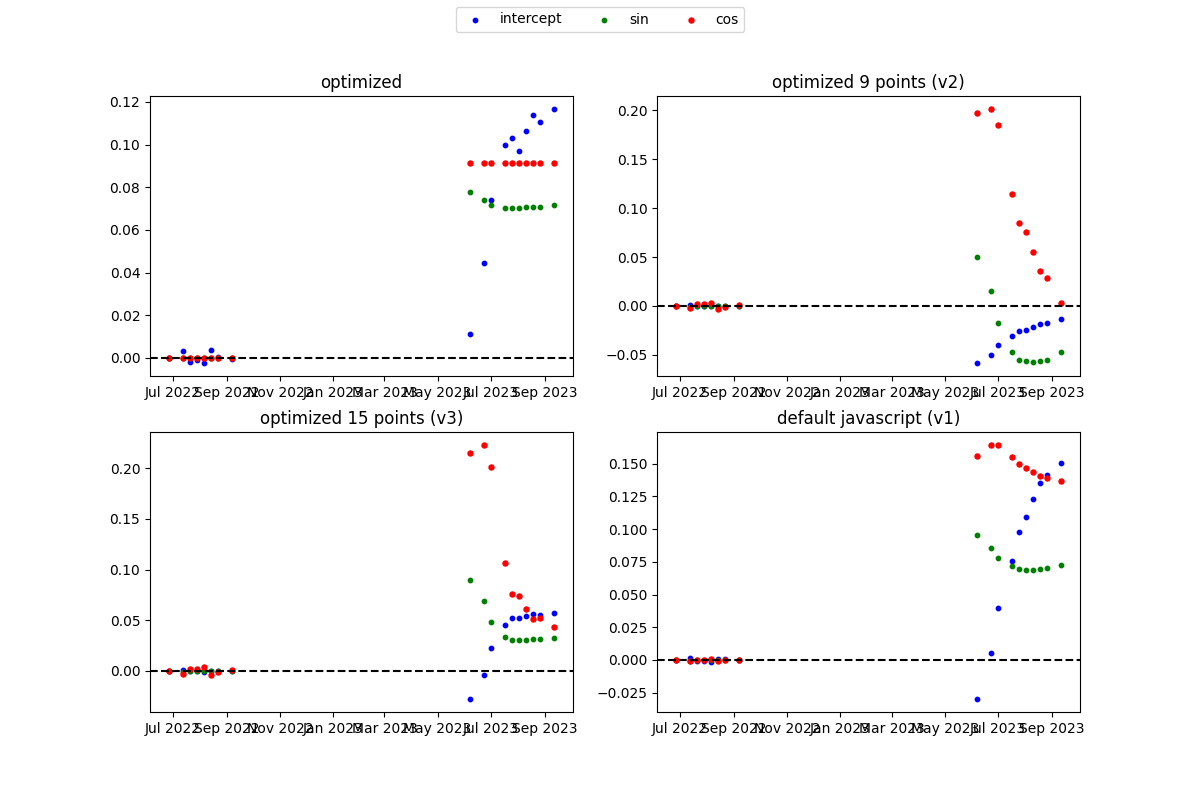 intercept sin cos
optimized
0.12
0.10
0.08
0.06
0.04
0.02
0.00
Jul 2022 Sep 2022 Nov 2022 Jan 2023 Mar 2023 May 2023 Jul 2023 Sep 2023
optimized 9 points (v2)
0.20
0.15
0.10
0.05
0.00
−0.05
Jul 2022 Sep 2022 Nov 2022 Jan 2023 Mar 2023 May 2023 Jul 2023 Sep 2023
optimized 15 points (v3)
0.20
0.15
0.10
0.05
0.00
Jul 2022 Sep 2022 Nov 2022 Jan 2023 Mar 2023 May 2023 Jul 2023 Sep 2023
default javascript (v1)
0.150
0.125
0.100
0.075
0.050
0.025
0.000
−0.025
Jul 2022 Sep 2022 Nov 2022 Jan 2023 Mar 2023 May 2023 Jul 2023 Sep 2023